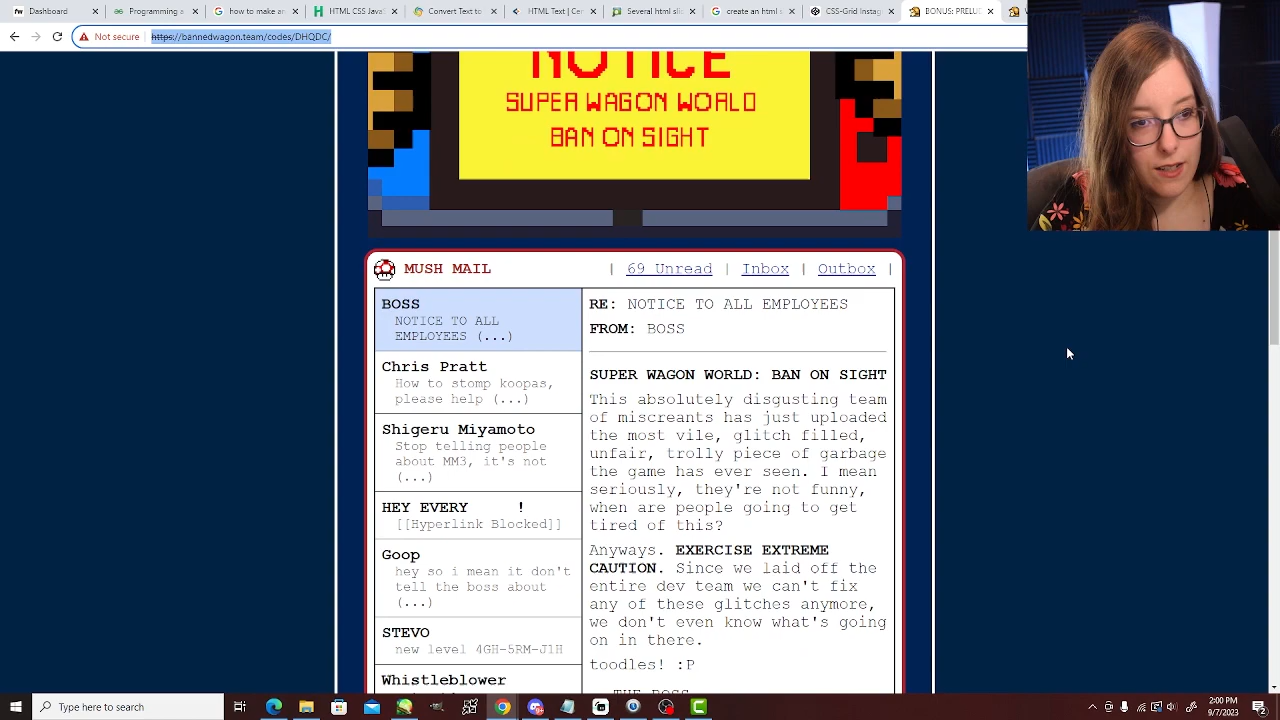 Dashboard
Programming a
how to make an
HTML CSS Java
Convert Text to
HTML Text | Cer
Several html slid
create an html i
CSS-Grid Instag
BONUS: PRELUD
Not secure
https://bannedwagon.team/codes/DHQDC/
NOTICE
SUPER WAGON WORLD
BAN ON SIGHT
MUSH MAIL
| 69 Unread | Inbox | Outbox |
BOSS
NOTICE TO ALL
EMPLOYEES (...)
Chris Pratt
How to stomp koopas,
please help (...)
Shigeru Miyamoto
Stop telling people
about MM3, it's not
(...)
HEY EVERY !
[[Hyperlink Blocked]]
Goop
hey so i mean it don't
tell the boss about
(...)
STEVO
new level 4GH-5RM-J1H
Whistleblower
RE: NOTICE TO ALL EMPLOYEES
FROM: BOSS
SUPER WAGON WORLD: BAN ON SIGHT
This absolutely disgusting team
of miscreants has just uploaded
the most vile, glitch filled,
unfair, trolly piece of garbage
the game has ever seen. I mean
seriously, they're not funny,
when are people going to get
tired of this?
Anyways. EXERCISE EXTREME
CAUTION. Since we laid off the
entire dev team we can't fix
any of these glitches anymore,
we don't even know what's going
on in there.
toodles! :P
- THE BOSS
Type here to search
2:00 PM
9/7/2023